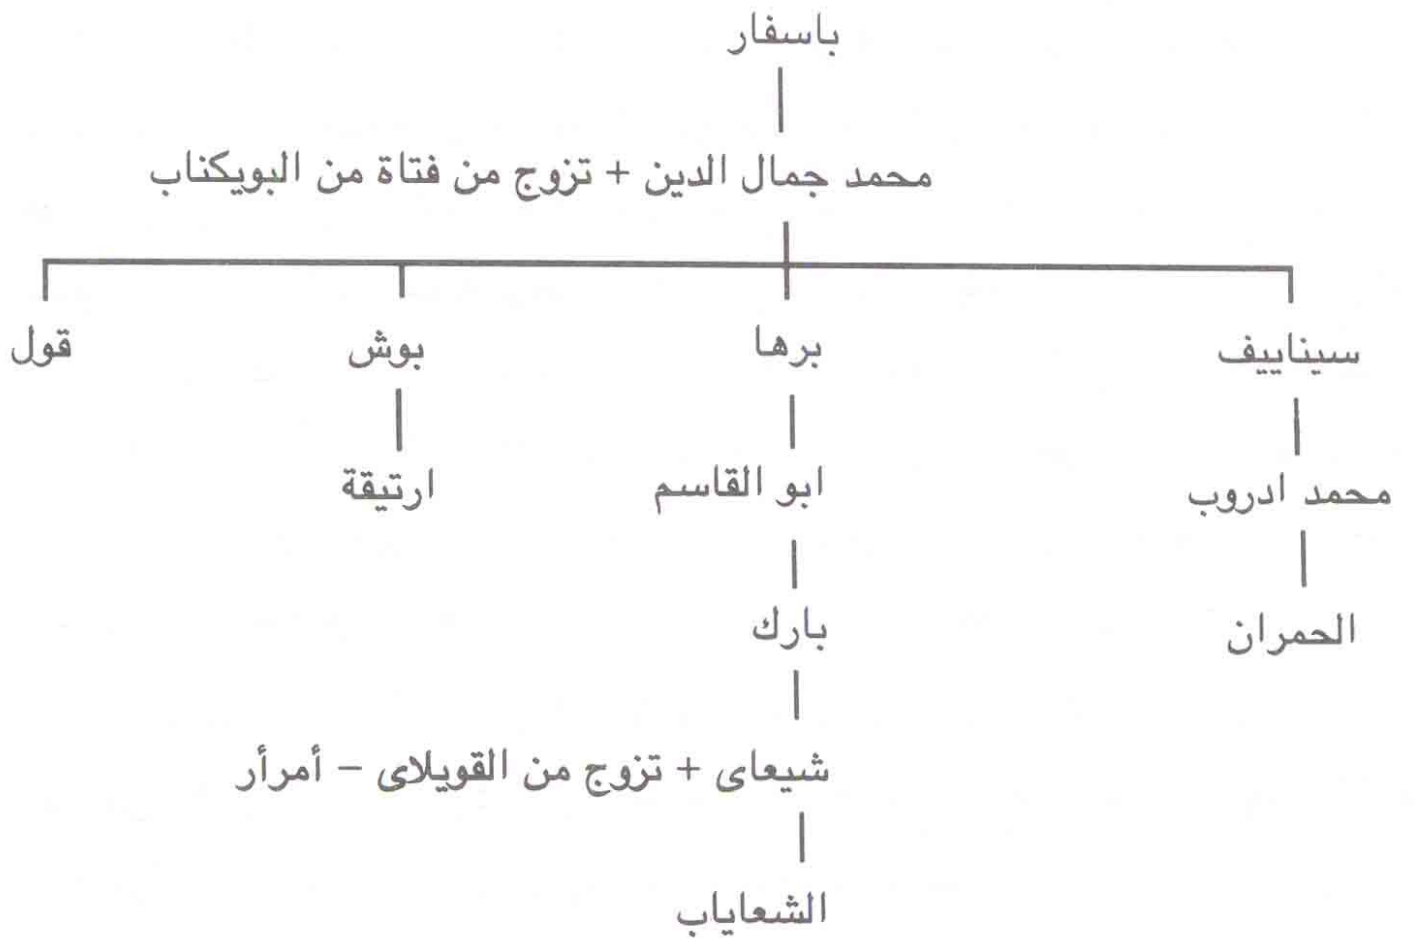 باسفار
محمد جمال الدين + تزوج من فتاة من البويكناب
سيناييف
برها
بوش
قول
محمد ادروب
ابو القاسم
ارتيقة
الحمران
بارك
شيعاى + تزوج من القويلاى – أمرأر
الشعاياب